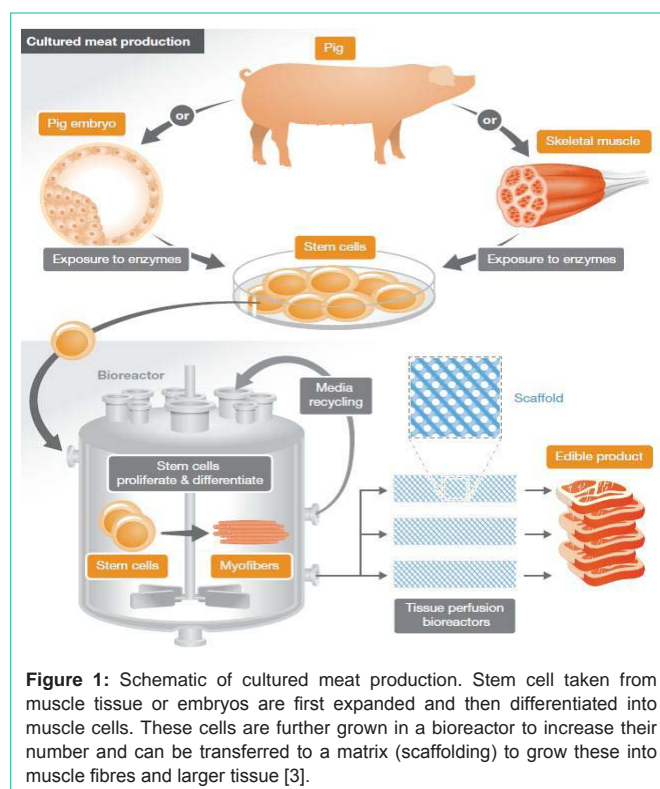 Cultured meat production
Pig
or
or
Pig embryo
Skeletal muscle
Exposure to enzymes
Stem cells
Exposure to enzymes
Bioreactor
Media
recycling
Scaffold
Stem cells
proliferate & differentiate
Edible product
Stem cells
Myofibers
Tissue perfusion
bioreactors
Figure 1: Schematic of cultured meat production. Stem cell taken from
muscle tissue or embryos are first expanded and then differentiated into
muscle cells. These cells are further grown in a bioreactor to increase their
number and can be transferred to a matrix (scaffolding) to grow these into
muscle fibres and larger tissue [3].